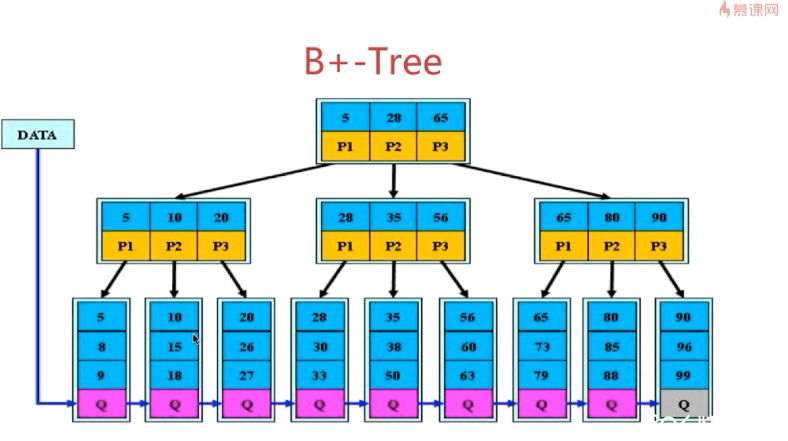 慕课网
B+-Tree
DATA
5 28 65
P1 P2 P3
5 10 20
P1 P2 P3
28 35 56
P1 P2 P3
65 80 90
P1 P2 P3
5 10 20 28 35 56 65 80 90
8 15 26 30 38 60 73 85 96
9 18 27 33 50 63 79 88 99
Q Q Q Q Q Q Q Q Q